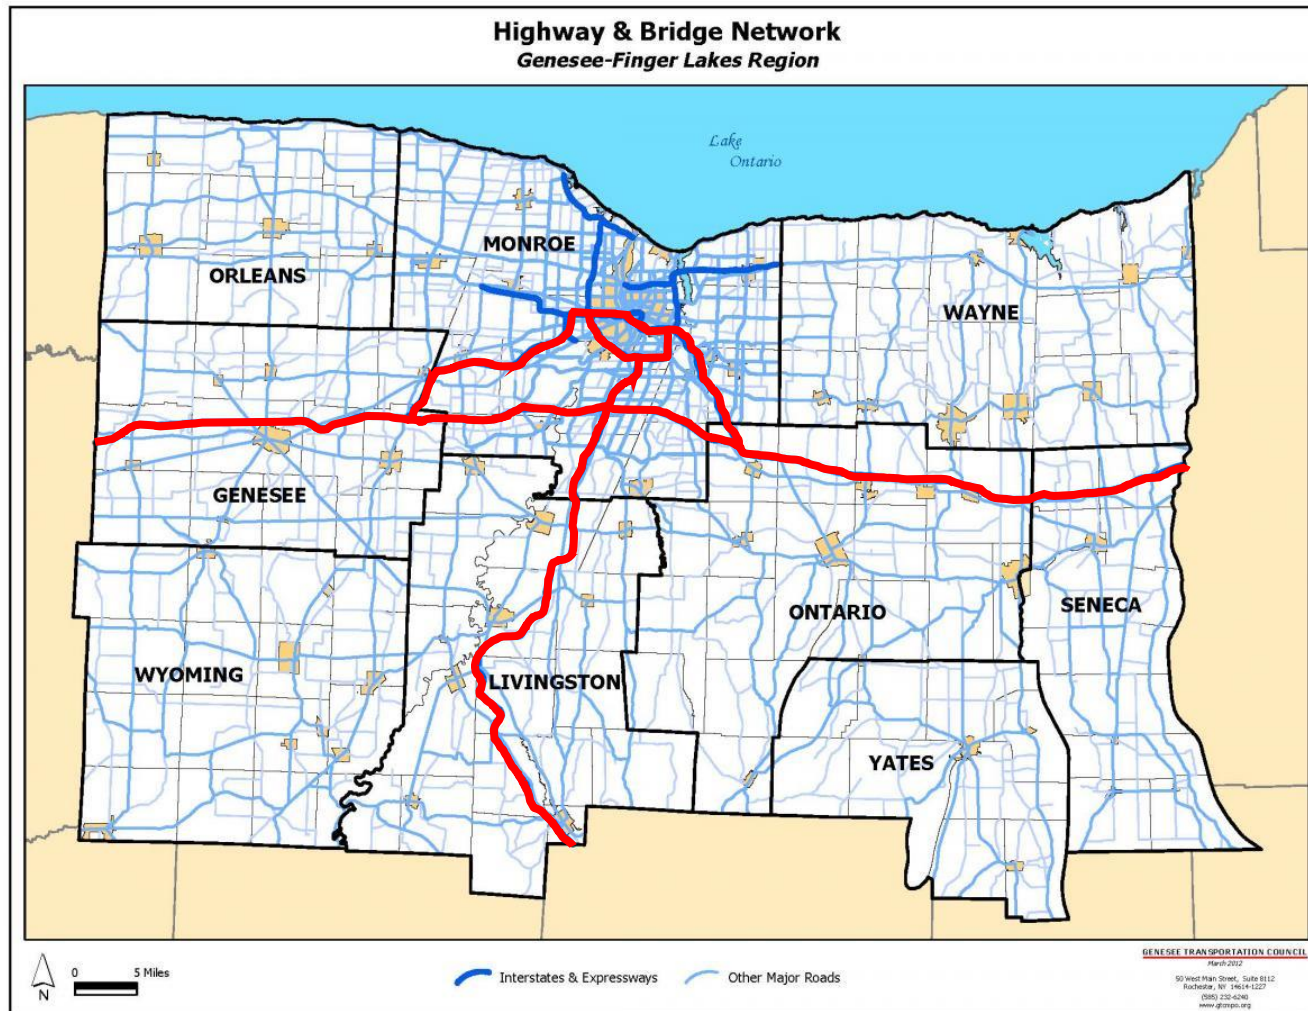 Highway & Bridge Network
Genesee-Finger Lakes Region
Lake
Ontario
MONROE
ORLEANS
WAYNE
GENESEE
ONTARIO
SENECA
WYOMING
LIVINGSTON
YATES
N
0 5 Miles
Interstates & Expressways
Other Major Roads
GENESEE TRANSPORTATION COUNCIL
March 2012
50 West Main Street, Suite 8112
Rochester, NY 14614-1227
(585) 232-6240
www.gtcmpo.org